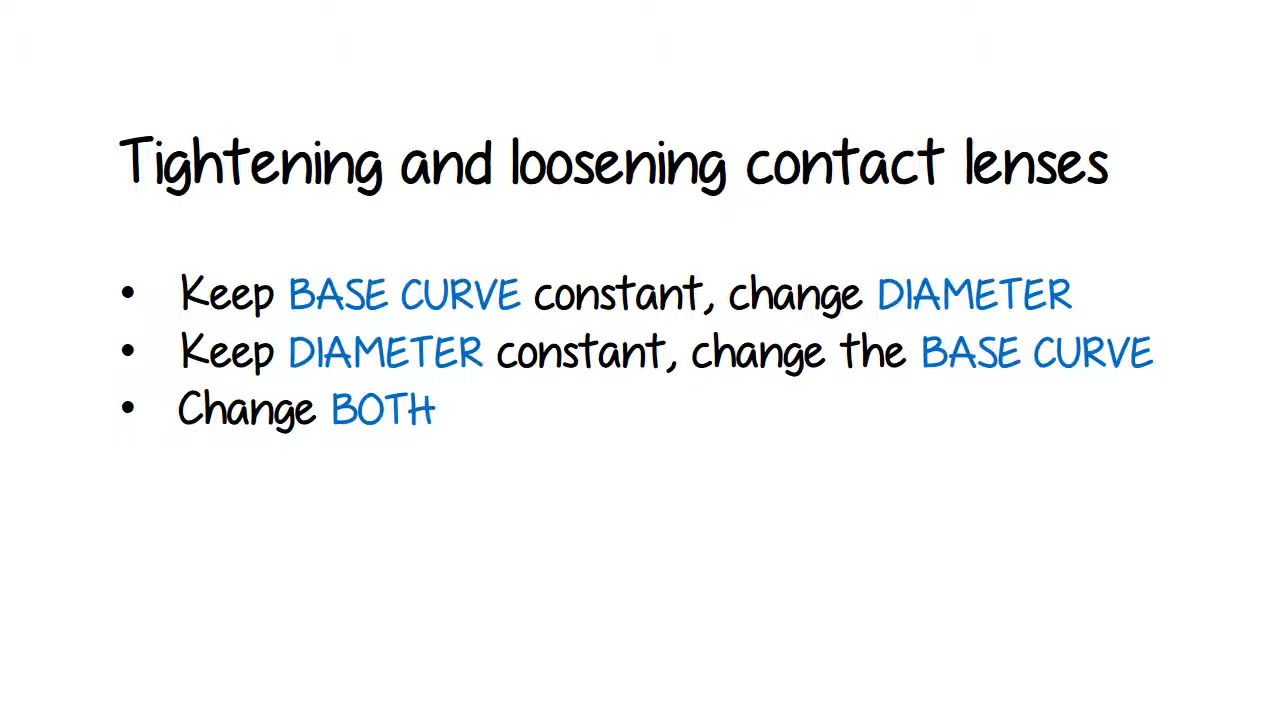 Tightening and loosening contact lenses
• Keep BASE CURVE constant, change DIAMETER
• Keep DIAMETER constant, change the BASE CURVE
• Change BOTH